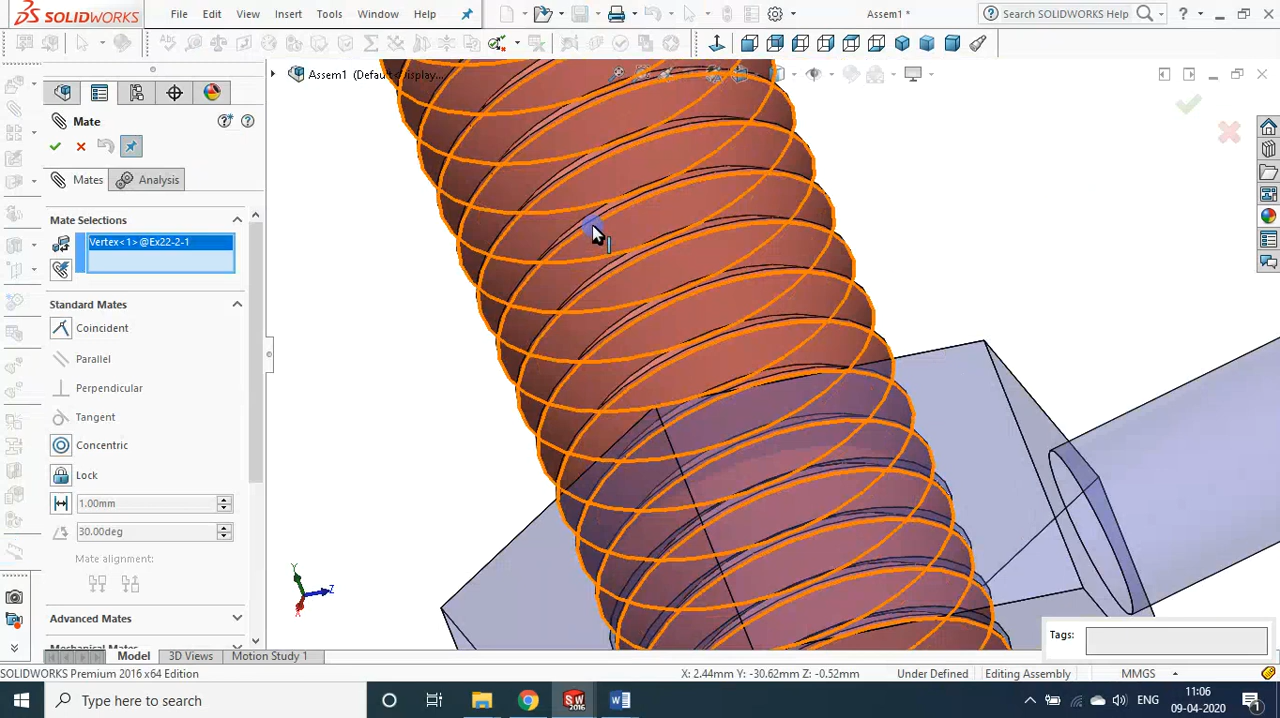 SOLIDWORKS
File Edit View Insert Tools Window Help
Assem1 *
Search SOLIDWORKS Help
Mate
Mates
Analysis
Mate Selections
Vertex<1>@Ex22-2-1
Standard Mates
Coincident
Parallel
Perpendicular
Tangent
Concentric
Lock
1.00mm
30.00deg
Mate alignment:
Advanced Mates
Y
Z
X
Tags:
Model 3D Views Motion Study 1
SOLIDWORKS Premium 2016 x64 Edition
X: 2.44mm Y: -30.62mm Z: -0.52mm
Under Defined
Editing Assembly
MMGS
Type here to search
SW
2016
ENG
11:06
09-04-2020